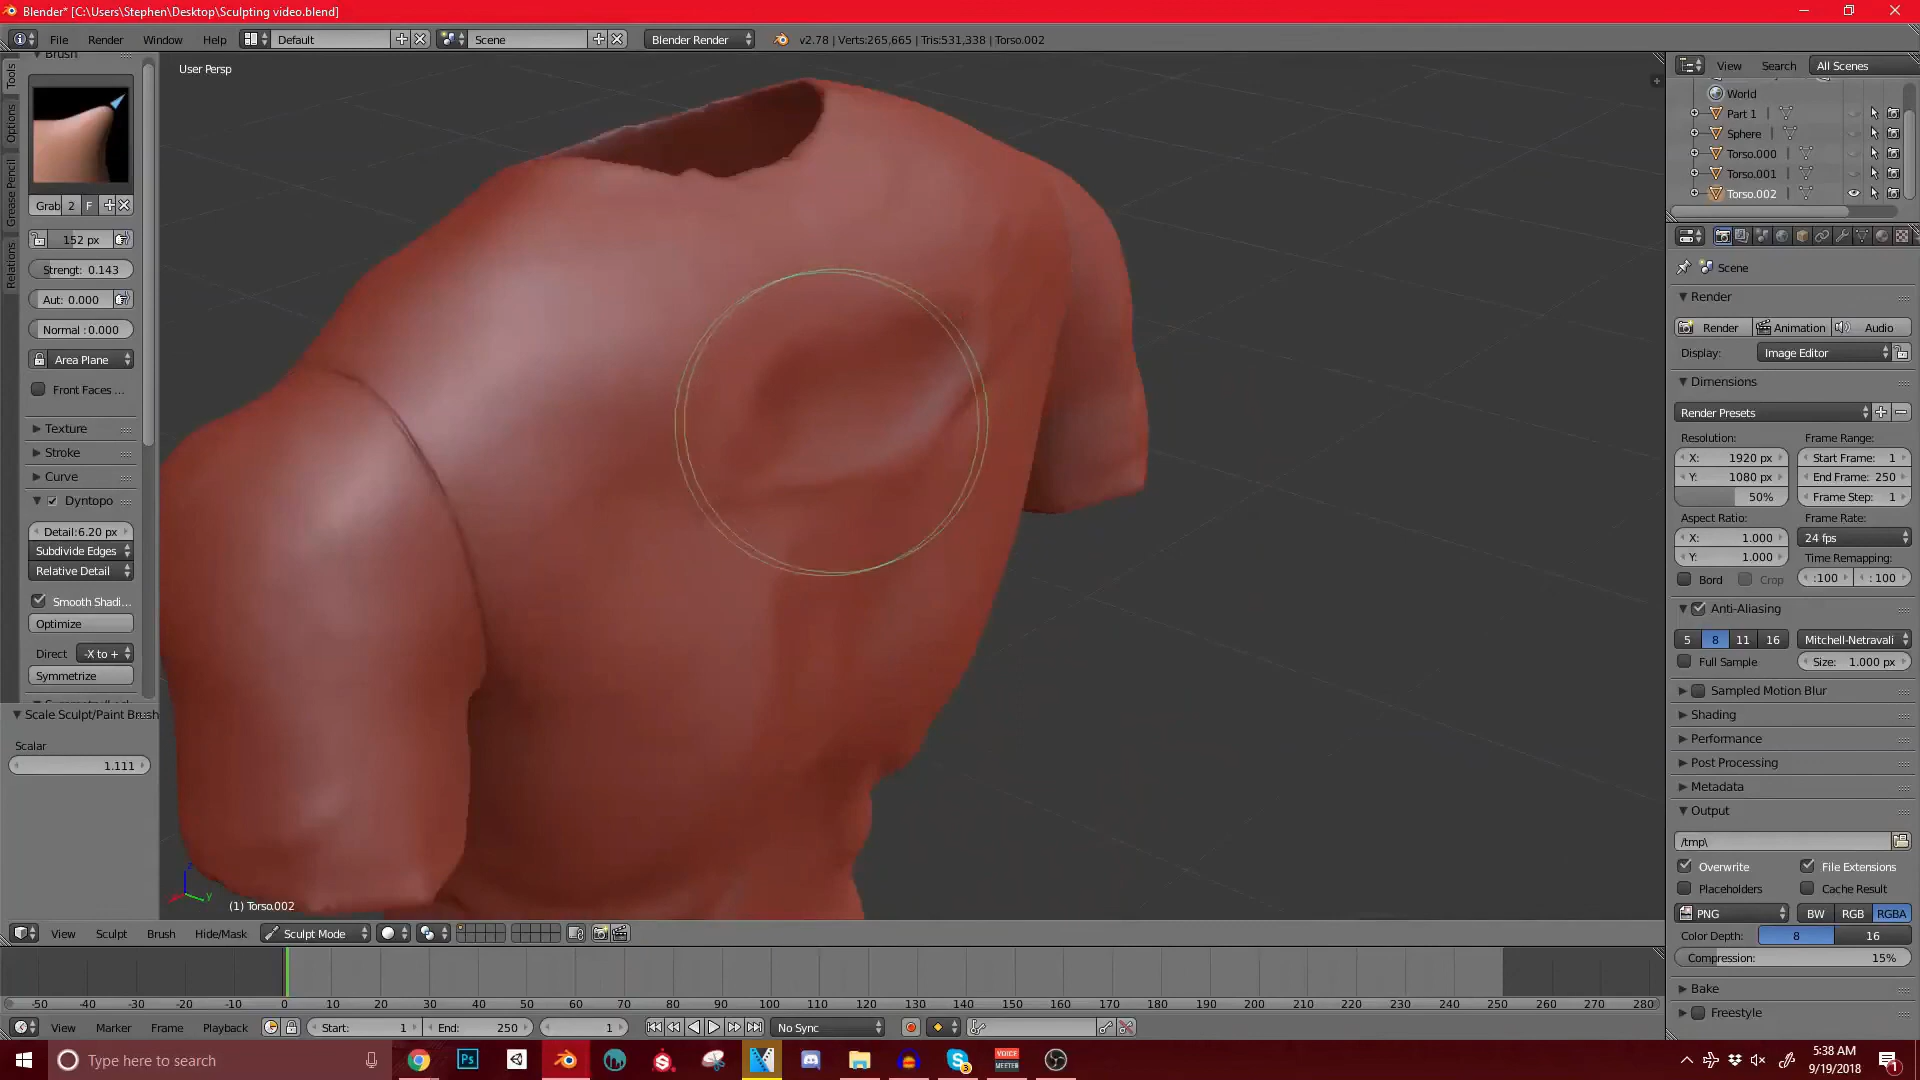 Blender* [C:\Users\Stephen\Desktop\Sculpting video.blend]
File Render Window Help Default Scene Blender Render v2.78 | Verts:265,665 | Tris:531,338 | Torso.002
Brush
Tools
Options
Grease Pencil
Relations
Grab 2 F
152 px
Strengt: 0.143
Aut: 0.000
Normal : 0.000
Area Plane
Front Faces ...
Texture
Stroke
Curve
Dyntopo
Detail:6.20 px
Subdivide Edges
Relative Detail
Smooth Shadi...
Optimize
Direct -X to +
Symmetrize
Scale Sculpt/Paint Brush
Scalar
1.111
User Persp
z
y
(1) Torso.002
View Search All Scenes
World
Part 1
Sphere
Torso.000
Torso.001
Torso.002
Scene
Render
Render Animation Audio
Display: Image Editor
Dimensions
Render Presets
Resolution: Frame Range:
X: 1920 px Start Frame: 1
Y: 1080 px End Frame: 250
50% Frame Step: 1
Aspect Ratio: Frame Rate:
X: 1.000 24 fps
Y: 1.000 Time Remapping:
Bord Crop :100 : 100
Anti-Aliasing
5 8 11 16 Mitchell-Netravali
Full Sample Size: 1.000 px
Sampled Motion Blur
Shading
Performance
Post Processing
Metadata
Output
/tmp\
Overwrite File Extensions
Placeholders Cache Result
PNG BW RGB RGBA
Color Depth: 8 16
Compression: 15%
Bake
Freestyle
View Sculpt Brush Hide/Mask Sculpt Mode
-50 -40 -30 -20 -10 0 10 20 30 40 50 60 70 80 90 100 110 120 130 140 150 160 170 180 190 200 210 220 230 240 250 260 270 280
View Marker Frame Playback Start: 1 End: 250 1 No Sync
Type here to search
Ps
VOICE MEETER
3
5:38 AM
9/19/2018
1